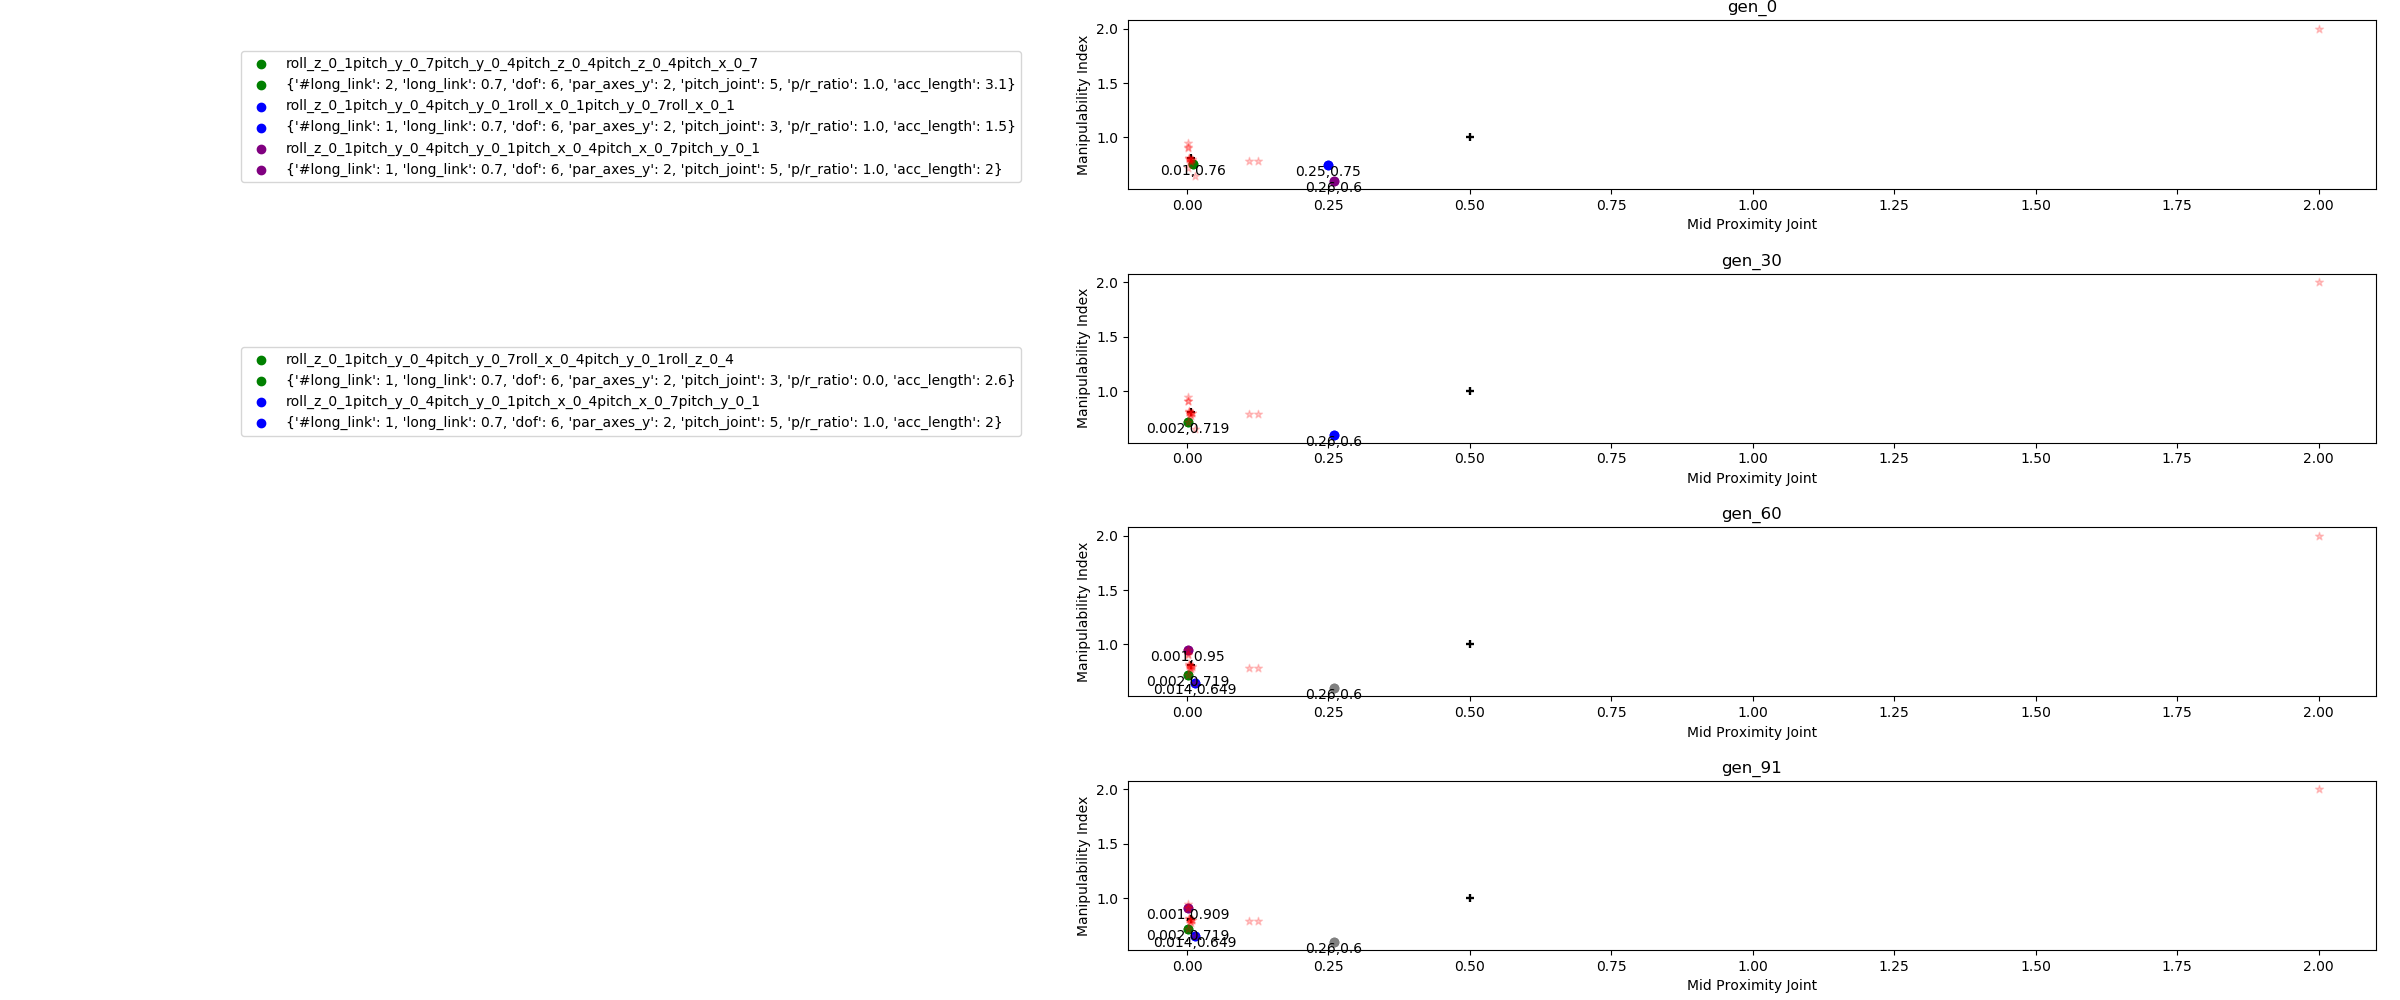 gen_0
roll_z_0_1pitch_y_0_7pitch_y_0_4pitch_z_0_4pitch_z_0_4pitch_x_0_7
{'#long_link': 2, 'long_link': 0.7, 'dof': 6, 'par_axes_y': 2, 'pitch_joint': 5, 'p/r_ratio': 1.0, 'acc_length': 3.1}
roll_z_0_1pitch_y_0_4pitch_y_0_1roll_x_0_1pitch_y_0_7roll_x_0_1
{'#long_link': 1, 'long_link': 0.7, 'dof': 6, 'par_axes_y': 2, 'pitch_joint': 3, 'p/r_ratio': 1.0, 'acc_length': 1.5}
roll_z_0_1pitch_y_0_4pitch_y_0_1pitch_x_0_4pitch_x_0_7pitch_y_0_1
{'#long_link': 1, 'long_link': 0.7, 'dof': 6, 'par_axes_y': 2, 'pitch_joint': 5, 'p/r_ratio': 1.0, 'acc_length': 2}
Manipulability Index
2.0
1.5
1.0
0.01,0.76
0.25,0.75
0.26,0.6
0.00 0.25 0.50 0.75 1.00 1.25 1.50 1.75 2.00
Mid Proximity Joint
gen_30
roll_z_0_1pitch_y_0_4pitch_y_0_7roll_x_0_4pitch_y_0_1roll_z_0_4
{'#long_link': 1, 'long_link': 0.7, 'dof': 6, 'par_axes_y': 2, 'pitch_joint': 3, 'p/r_ratio': 0.0, 'acc_length': 2.6}
roll_z_0_1pitch_y_0_4pitch_y_0_1pitch_x_0_4pitch_x_0_7pitch_y_0_1
{'#long_link': 1, 'long_link': 0.7, 'dof': 6, 'par_axes_y': 2, 'pitch_joint': 5, 'p/r_ratio': 1.0, 'acc_length': 2}
Manipulability Index
2.0
1.5
1.0
0.002,0.719
0.26,0.6
0.00 0.25 0.50 0.75 1.00 1.25 1.50 1.75 2.00
Mid Proximity Joint
gen_60
Manipulability Index
2.0
1.5
1.0
0.001,0.95
0.002,0.719
0.014,0.649
0.26,0.6
0.00 0.25 0.50 0.75 1.00 1.25 1.50 1.75 2.00
Mid Proximity Joint
gen_91
Manipulability Index
2.0
1.5
1.0
0.001,0.909
0.002,0.719
0.014,0.649
0.26,0.6
0.00 0.25 0.50 0.75 1.00 1.25 1.50 1.75 2.00
Mid Proximity Joint